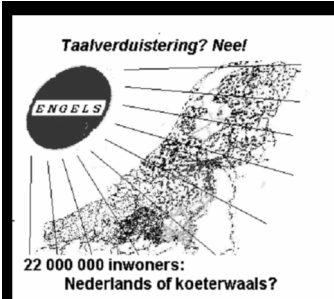 Taalverduistering? Nee!
ENGELS
22 000 000 inwoners:
Nederlands of koeterwaals?